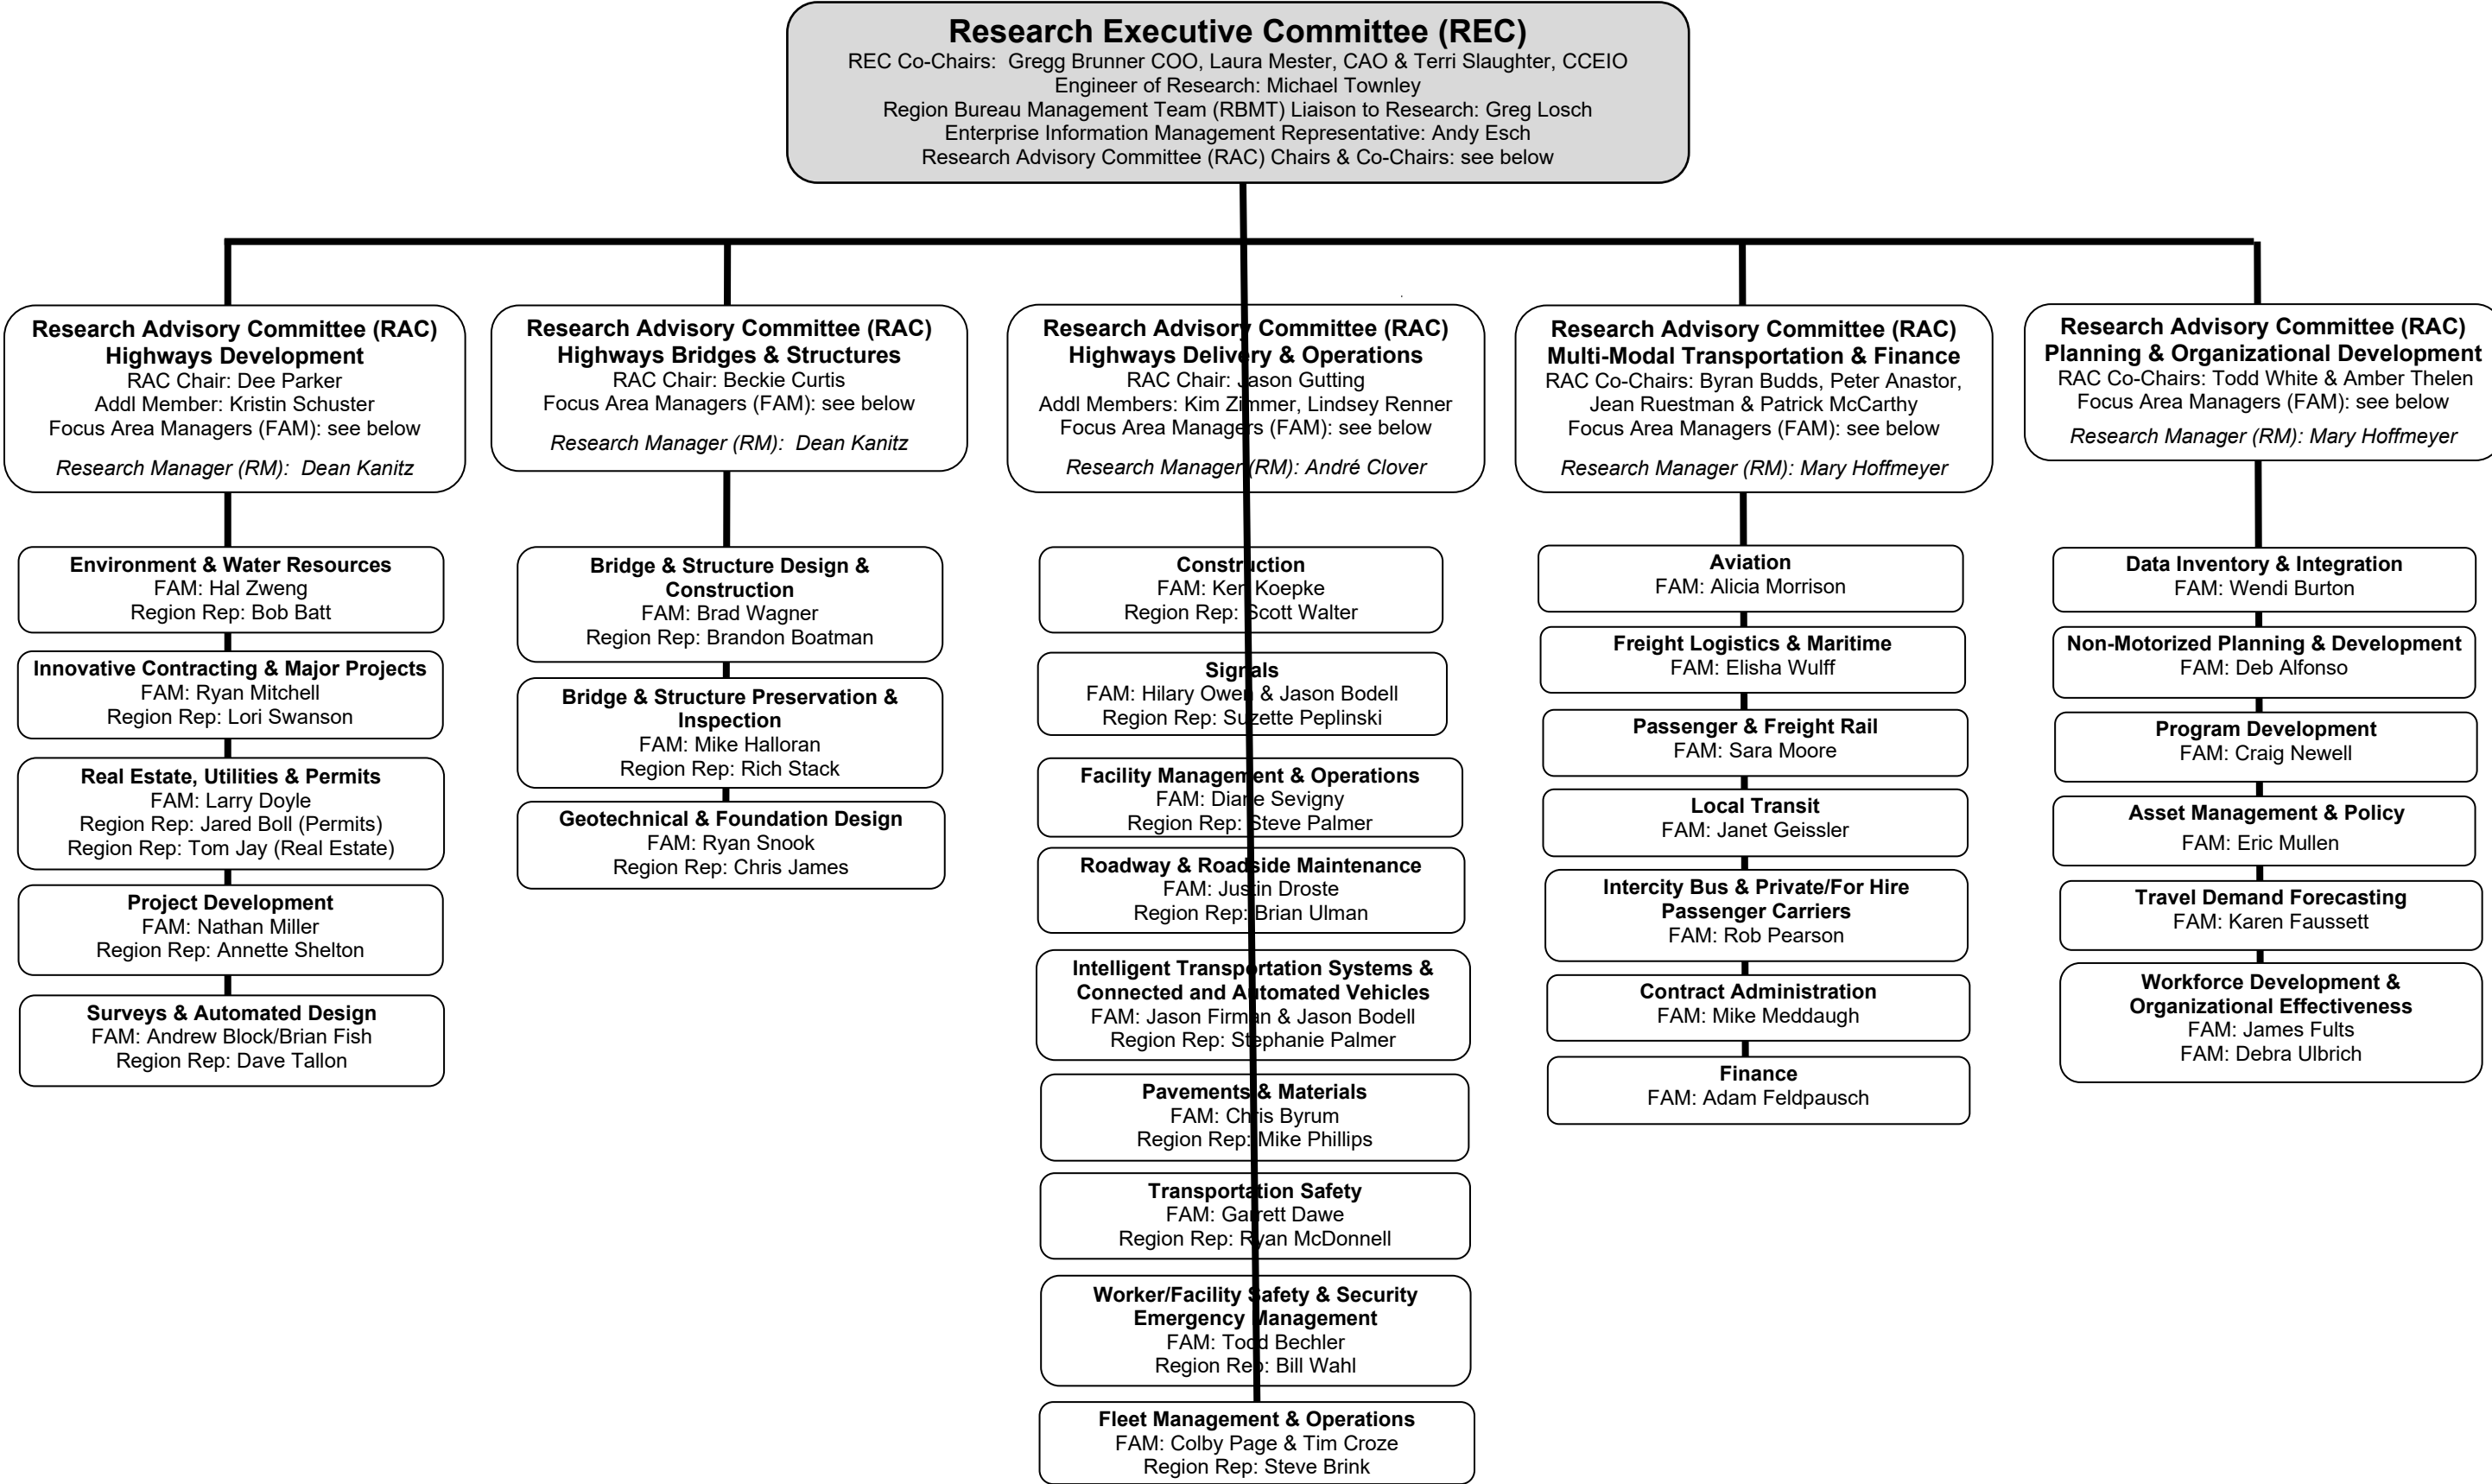 Research Executive Committee (REC)
REC Co-Chairs: Gregg Brunner COO, Laura Mester, CAO & Terri Slaughter, CCEIO
Engineer of Research: Michael Townley
Region Bureau Management Team (RBMT) Liaison to Research: Greg Losch
Enterprise Information Management Representative: Andy Esch
Research Advisory Committee (RAC) Chairs & Co-Chairs: see below
Research Advisory Committee (RAC)
Highways Development
RAC Chair: Dee Parker
Addl Member: Kristin Schuster
Focus Area Managers (FAM): see below
Research Manager (RM): Dean Kanitz
Environment & Water Resources
FAM: Hal Zweng
Region Rep: Bob Batt
Innovative Contracting & Major Projects
FAM: Ryan Mitchell
Region Rep: Lori Swanson
Real Estate, Utilities & Permits
FAM: Larry Doyle
Region Rep: Jared Boll (Permits)
Region Rep: Tom Jay (Real Estate)
Project Development
FAM: Nathan Miller
Region Rep: Annette Shelton
Surveys & Automated Design
FAM: Andrew Block/Brian Fish
Region Rep: Dave Tallon
Research Advisory Committee (RAC)
Highways Bridges & Structures
RAC Chair: Beckie Curtis
Focus Area Managers (FAM): see below
Research Manager (RM): Dean Kanitz
Bridge & Structure Design &
Construction
FAM: Brad Wagner
Region Rep: Brandon Boatman
Bridge & Structure Preservation &
Inspection
FAM: Mike Halloran
Region Rep: Rich Stack
Geotechnical & Foundation Design
FAM: Ryan Snook
Region Rep: Chris James
Research Advisory Committee (RAC)
Highways Delivery & Operations
RAC Chair: Jason Gutting
Addl Members: Kim Zimmer, Lindsey Renner
Focus Area Managers (FAM): see below
Research Manager (RM): André Clover
Construction
FAM: Ken Koepke
Region Rep: Scott Walter
Signals
FAM: Hilary Owen & Jason Bodell
Region Rep: Suzette Peplinski
Facility Management & Operations
FAM: Diane Sevigny
Region Rep: Steve Palmer
Roadway & Roadside Maintenance
FAM: Justin Droste
Region Rep: Brian Ulman
Intelligent Transportation Systems &
Connected and Automated Vehicles
FAM: Jason Firman & Jason Bodell
Region Rep: Stephanie Palmer
Pavements & Materials
FAM: Chris Byrum
Region Rep: Mike Phillips
Transportation Safety
FAM: Garrett Dawe
Region Rep: Ryan McDonnell
Worker/Facility Safety & Security
Emergency Management
FAM: Todd Bechler
Region Rep: Bill Wahl
Fleet Management & Operations
FAM: Colby Page & Tim Croze
Region Rep: Steve Brink
Research Advisory Committee (RAC)
Multi-Modal Transportation & Finance
RAC Co-Chairs: Byran Budds, Peter Anastor,
Jean Ruestman & Patrick McCarthy
Focus Area Managers (FAM): see below
Research Manager (RM): Mary Hoffmeyer
Aviation
FAM: Alicia Morrison
Freight Logistics & Maritime
FAM: Elisha Wulff
Passenger & Freight Rail
FAM: Sara Moore
Local Transit
FAM: Janet Geissler
Intercity Bus & Private/For Hire
Passenger Carriers
FAM: Rob Pearson
Contract Administration
FAM: Mike Meddaugh
Finance
FAM: Adam Feldpausch
Research Advisory Committee (RAC)
Planning & Organizational Development
RAC Co-Chairs: Todd White & Amber Thelen
Focus Area Managers (FAM): see below
Research Manager (RM): Mary Hoffmeyer
Data Inventory & Integration
FAM: Wendi Burton
Non-Motorized Planning & Development
FAM: Deb Alfonso
Program Development
FAM: Craig Newell
Asset Management & Policy
FAM: Eric Mullen
Travel Demand Forecasting
FAM: Karen Faussett
Workforce Development &
Organizational Effectiveness
FAM: James Fults
FAM: Debra Ulbrich